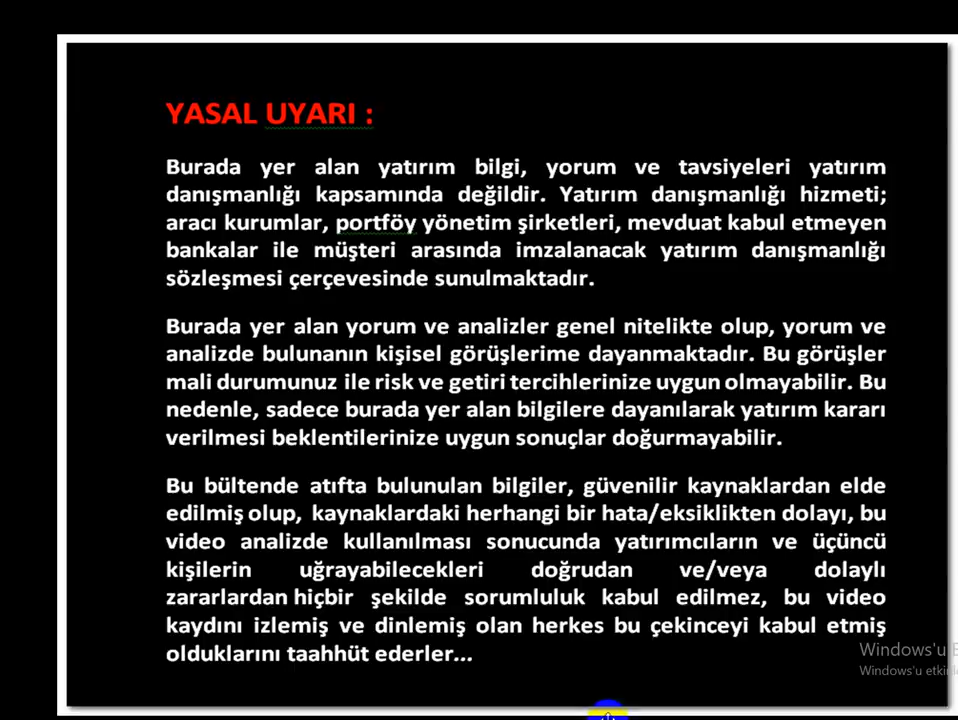 YASAL UYARI :
Burada yer alan yatırım bilgi, yorum ve tavsiyeleri yatırım
danışmanlığı kapsamında değildir. Yatırım danışmanlığı hizmeti;
aracı kurumlar, portföy yönetim şirketleri, mevduat kabul etmeyen
bankalar ile müşteri arasında imzalanacak yatırım danışmanlığı
sözleşmesi çerçevesinde sunulmaktadır.
Burada yer alan yorum ve analizler genel nitelikte olup, yorum ve
analizde bulunanın kişisel görüşlerime dayanmaktadır. Bu görüşler
mali durumunuz ile risk ve getiri tercihlerinize uygun olmayabilir. Bu
nedenle, sadece burada yer alan bilgilere dayanılarak yatırım kararı
verilmesi beklentilerinize uygun sonuçlar doğurmayabilir.
Bu bültende atıfta bulunulan bilgiler, güvenilir kaynaklardan elde
edilmiş olup, kaynaklardaki herhangi bir hata/eksiklikten dolayı, bu
video analizde kullanılması sonucunda yatırımcıların ve üçüncü
kişilerin uğrayabilecekleri doğrudan ve/veya dolaylı
zararlardan hiçbir şekilde sorumluluk kabul edilmez, bu video
kaydını izlemiş ve dinlemiş olan herkes bu çekinceyi kabul etmiş
olduklarını taahhüt ederler...
Windows'u
Windows'u